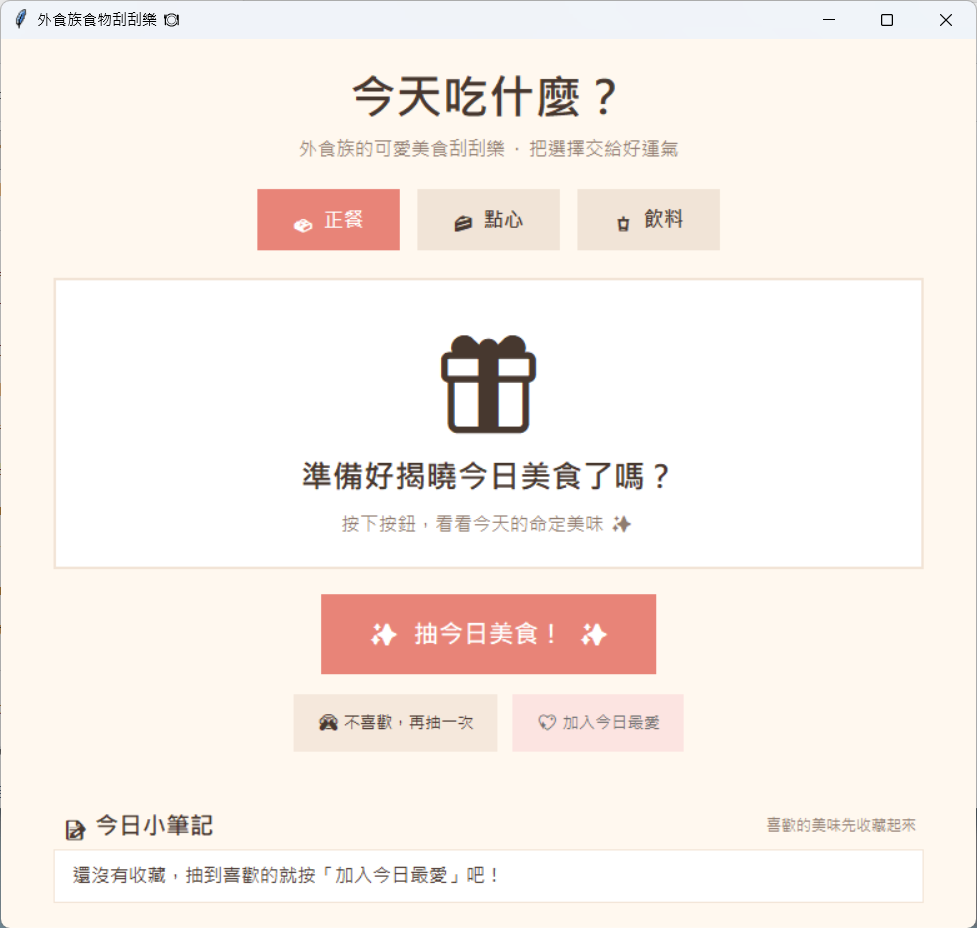 外食族食物刮刮樂 🍽
今天吃什麼？
外食族的可愛美食刮刮樂 · 把選擇交給好運氣
🍱 正餐
🍰 點心
🥤 飲料
🎁
準備好揭曉今日美食了嗎？
按下按鈕，看看今天的命定美味 ✨
✨ 抽今日美食！ ✨
🙈 不喜歡，再抽一次
♡ 加入今日最愛
📝 今日小筆記
喜歡的美味先收藏起來
還沒有收藏，抽到喜歡的就按「加入今日最愛」吧！